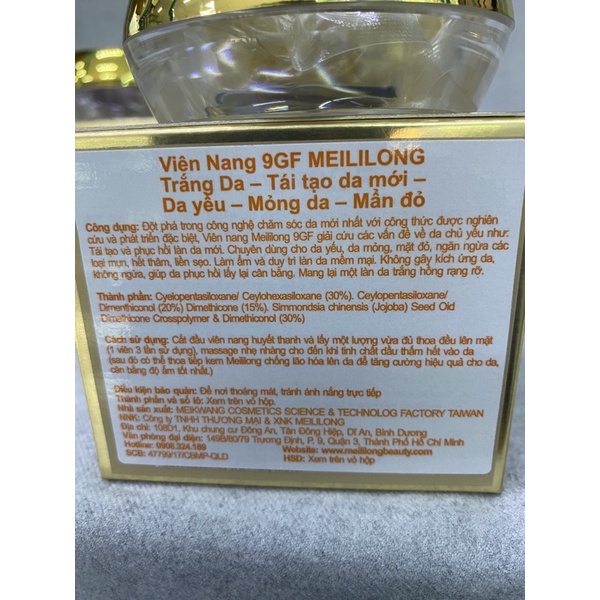 Viên Nang 9GF MEILILONG
Trắng Da – Tái tạo da mới –
Da yếu – Mỏng da – Mẩn đỏ
Công dụng: Đột phá trong công nghệ chăm sóc da mới nhất với công thức được nghiên
cứu và phát triển đặc biệt, Viên nang Meililong 9GF giải cứu các vấn đề về da chủ yếu như:
Tái tạo và phục hồi làn da mới. Chuyên dùng cho da yếu, da mỏng, mặt đỏ, ngăn ngừa các
loại mụn, hết thâm, liền sẹo. Làm ẩm và duy trì làn da mềm mại. Không gây kích ứng da,
không ngứa, giúp da phục hồi lấy lại cân bằng. Mang lại một làn da trắng hồng rạng rỡ.
Thành phần: Cyelopentasiloxane/ Ceylohexasiloxane (30%). Ceylopentasiloxane/
Dimenthiconol (20%) Dimethicone (15%). Simmondsia chinensis (Jojoba) Seed Oid
Dimethicone Crosspolymer & Dimethiconol (30%)
Cách sử dụng: Cắt đầu viên nang huyết thanh và lấy một lượng vừa đủ thoa đều lên mặt
(1 viên 3 lần sử dụng), massage nhẹ nhàng cho đến khi tinh chất dầu thấm hết vào da
(sau đó có thể thoa tiếp kem Meililong chống lão hóa lên da để tăng cường hiệu quả cho da,
cân bằng độ ẩm tốt nhất.)
Điều kiện bảo quản: Để nơi thoáng mát, tránh ánh nắng trực tiếp
Thành phần và số lô: Xem trên vỏ hộp.
Nhà sản xuất: MEIKWANG COSMETICS SCIENCE & TECHNOLOG FACTORY TAIWAN
NNK: Công ty TNHH THƯƠNG MẠI & XNK MEILILONG
Địa chỉ: 108D1, Khu chung cư Đông An, Tân Đông Hiệp, Dĩ An, Bình Dương
Văn phòng đại diện: 149B/80/79 Trương Định, P. 9, Quận 3, Thành Phố Hồ Chí Minh
Hotline: 0908.324.189 Website: www.meililongbeauty.com
SCB: 47799/17/CBMP-QLD HSD: Xem trên vỏ hộp